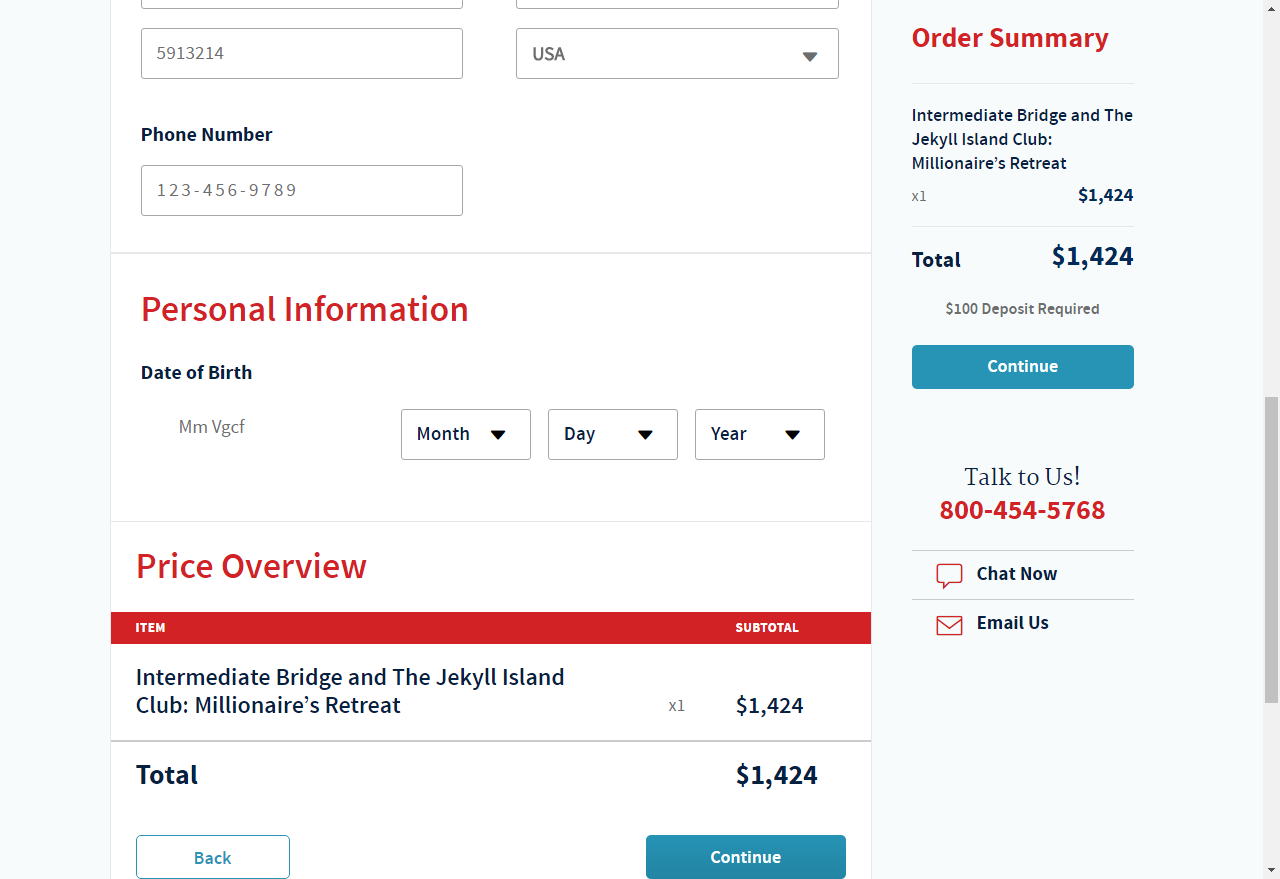 5913214
USA
Phone Number
123-456-9789
Personal Information
Date of Birth
Mm Vgcf
Month
Day
Year
Price Overview
ITEM
SUBTOTAL
Intermediate Bridge and The Jekyll Island
Club: Millionaire’s Retreat
x1
$1,424
Total
$1,424
Back
Continue
Order Summary
Intermediate Bridge and The
Jekyll Island Club:
Millionaire’s Retreat
x1
$1,424
Total
$1,424
$100 Deposit Required
Continue
Talk to Us!
800-454-5768
Chat Now
Email Us